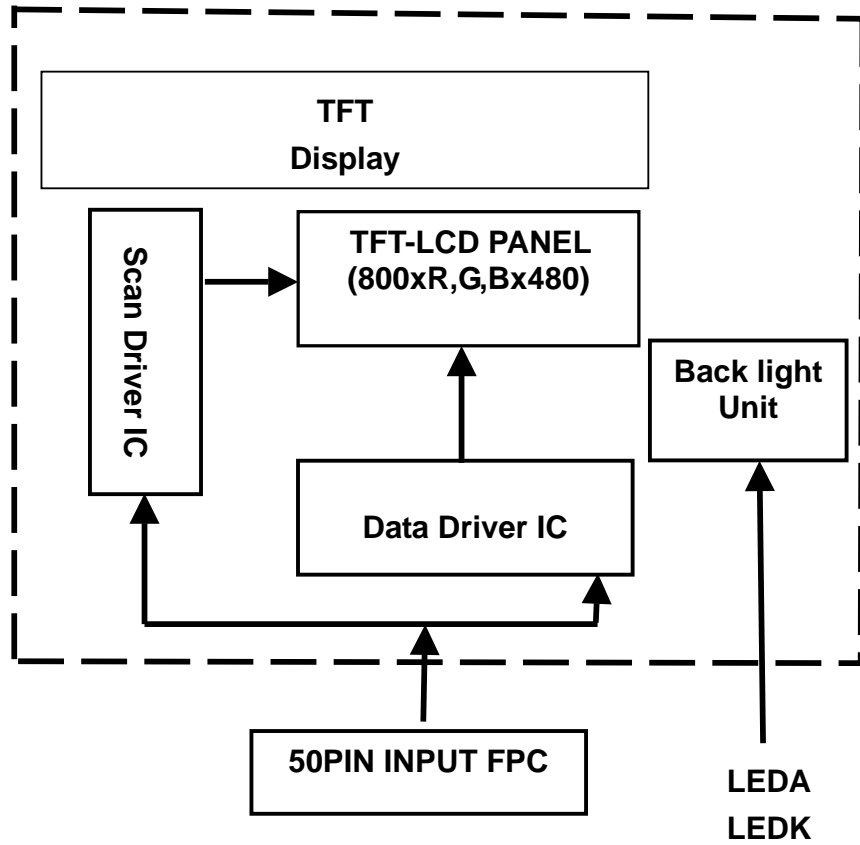 TFT
Display
Scan Driver IC
TFT-LCD PANEL
(800xR,G,Bx480)
Back light
Unit
Data Driver IC
50PIN INPUT FPC
LEDA
LEDK